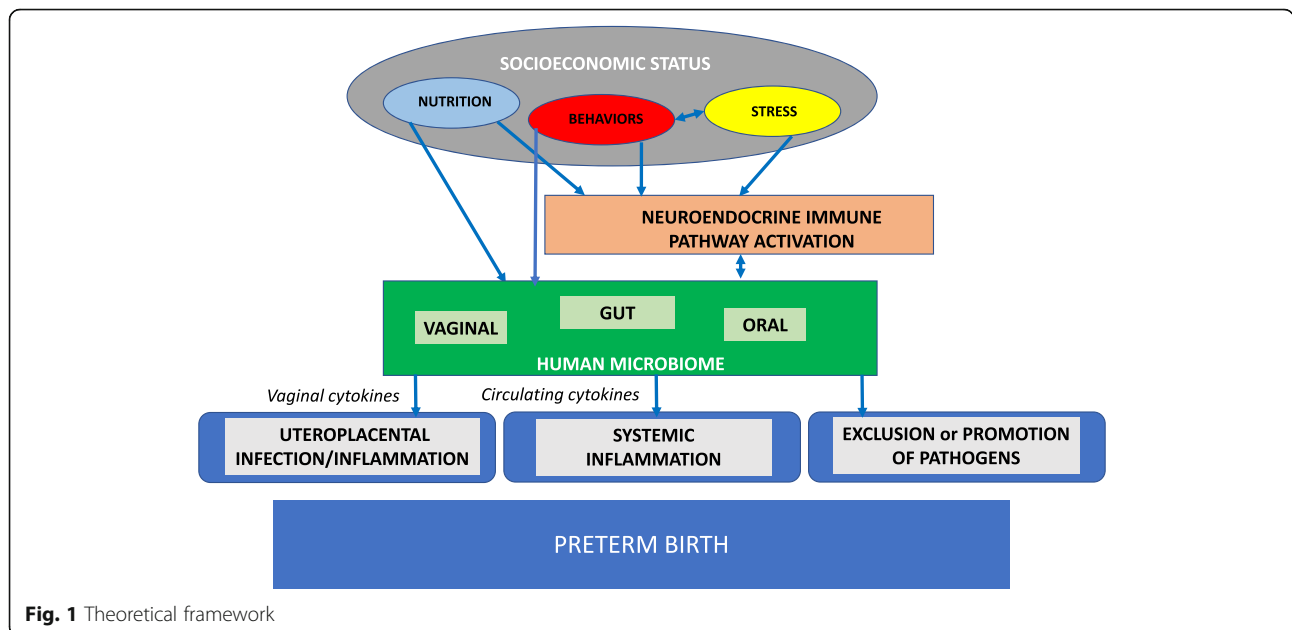 SOCIOECONOMIC STATUS
NUTRITION
BEHAVIORS
STRESS
NEUROENDOCRINE IMMUNE
PATHWAY ACTIVATION
VAGINAL
GUT
ORAL
HUMAN MICROBIOME
Vaginal cytokines
Circulating cytokines
UTEROPLACENTAL
INFECTION/INFLAMMATION
SYSTEMIC
INFLAMMATION
EXCLUSION or PROMOTION
OF PATHOGENS
PRETERM BIRTH
Fig. 1 Theoretical framework